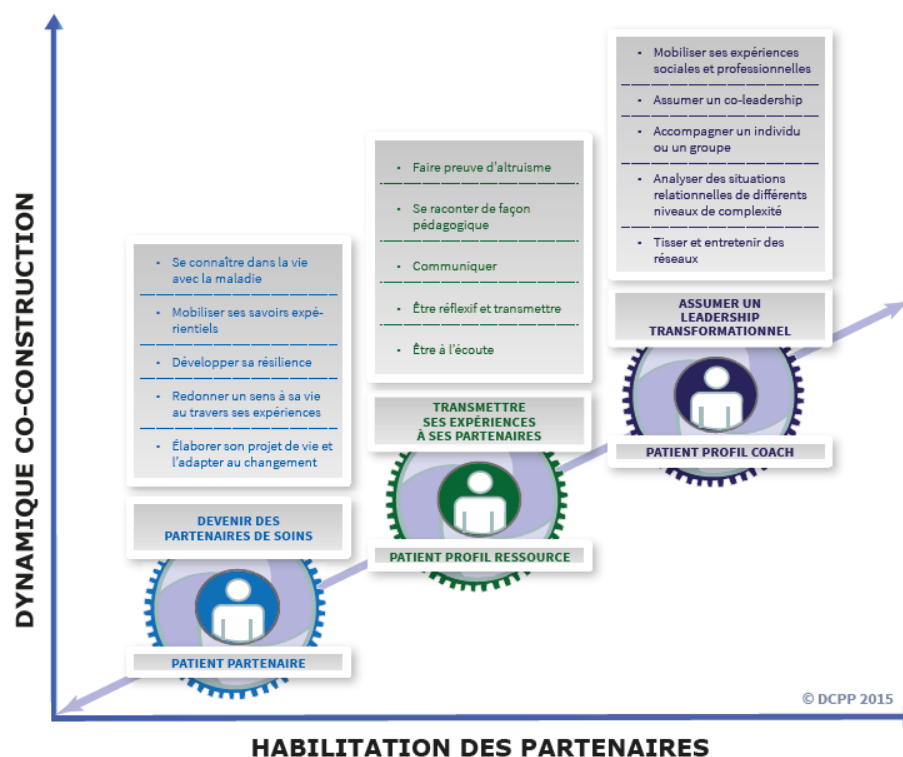 DYNAMIQUE CO-CONSTRUCTION
• Se connaître dans la vie
avec la maladie
• Mobiliser ses savoirs expé-
rientiels
• Développer sa résilience
• Redonner un sens à sa vie
au travers ses expériences
• Élaborer son projet de vie et
l'adapter au changement
DEVENIR DES
PARTENAIRES DE SOINS
PATIENT PARTENAIRE
• Faire preuve d'altruisme
• Se raconter de façon
pédagogique
• Communiquer
• Être réflexif et transmettre
• Être à l'écoute
TRANSMETTRE
SES EXPÉRIENCES
À SES PARTENAIRES
PATIENT PROFIL RESSOURCE
• Mobiliser ses expériences
sociales et professionnelles
• Assumer un co-leadership
• Accompagner un individu
ou un groupe
• Analyser des situations
relationnelles de différents
niveaux de complexité
• Tisser et entretenir des
réseaux
ASSUMER UN
LEADERSHIP
TRANSFORMATIONNEL
PATIENT PROFIL COACH
© DCPP 2015
HABILITATION DES PARTENAIRES